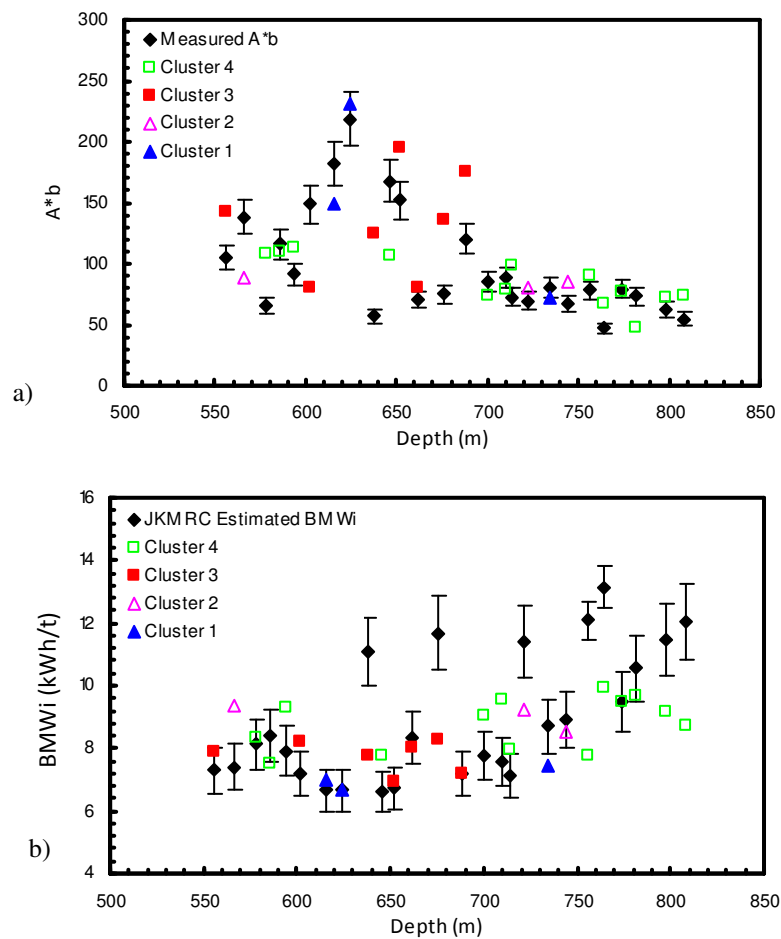 300
250
200
150
100
50
0
A*b
Measured A*b
Cluster 4
Cluster 3
Cluster 2
Cluster 1
500 550 600 650 700 750 800 850
Depth (m)
a)
16
14
12
10
8
6
4
BMWi (kWh/t)
JKMRC Estimated BMWi
Cluster 4
Cluster 3
Cluster 2
Cluster 1
500 550 600 650 700 750 800 850
Depth (m)
b)